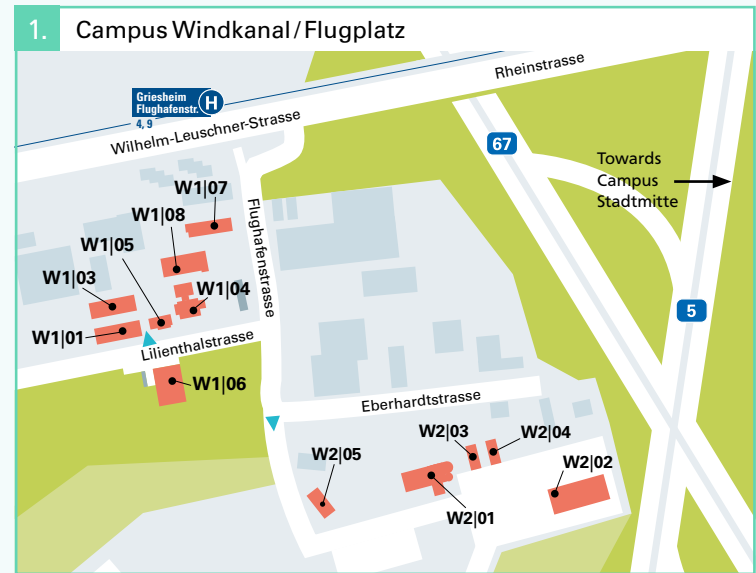 1. Campus Windkanal/Flugplatz
Rheinstrasse
Griesheim
Flughafenstr.
H
4, 9
Wilhelm-Leuschner-Strasse
67
Towards
Campus
Stadtmitte
W1|07
W1|08
Flughafenstrasse
W1|05
W1|03
W1|04
5
W1|01
Lilienthalstrasse
W1|06
Eberhardtstrasse
W2|03
W2|04
W2|05
W2|02
W2|01